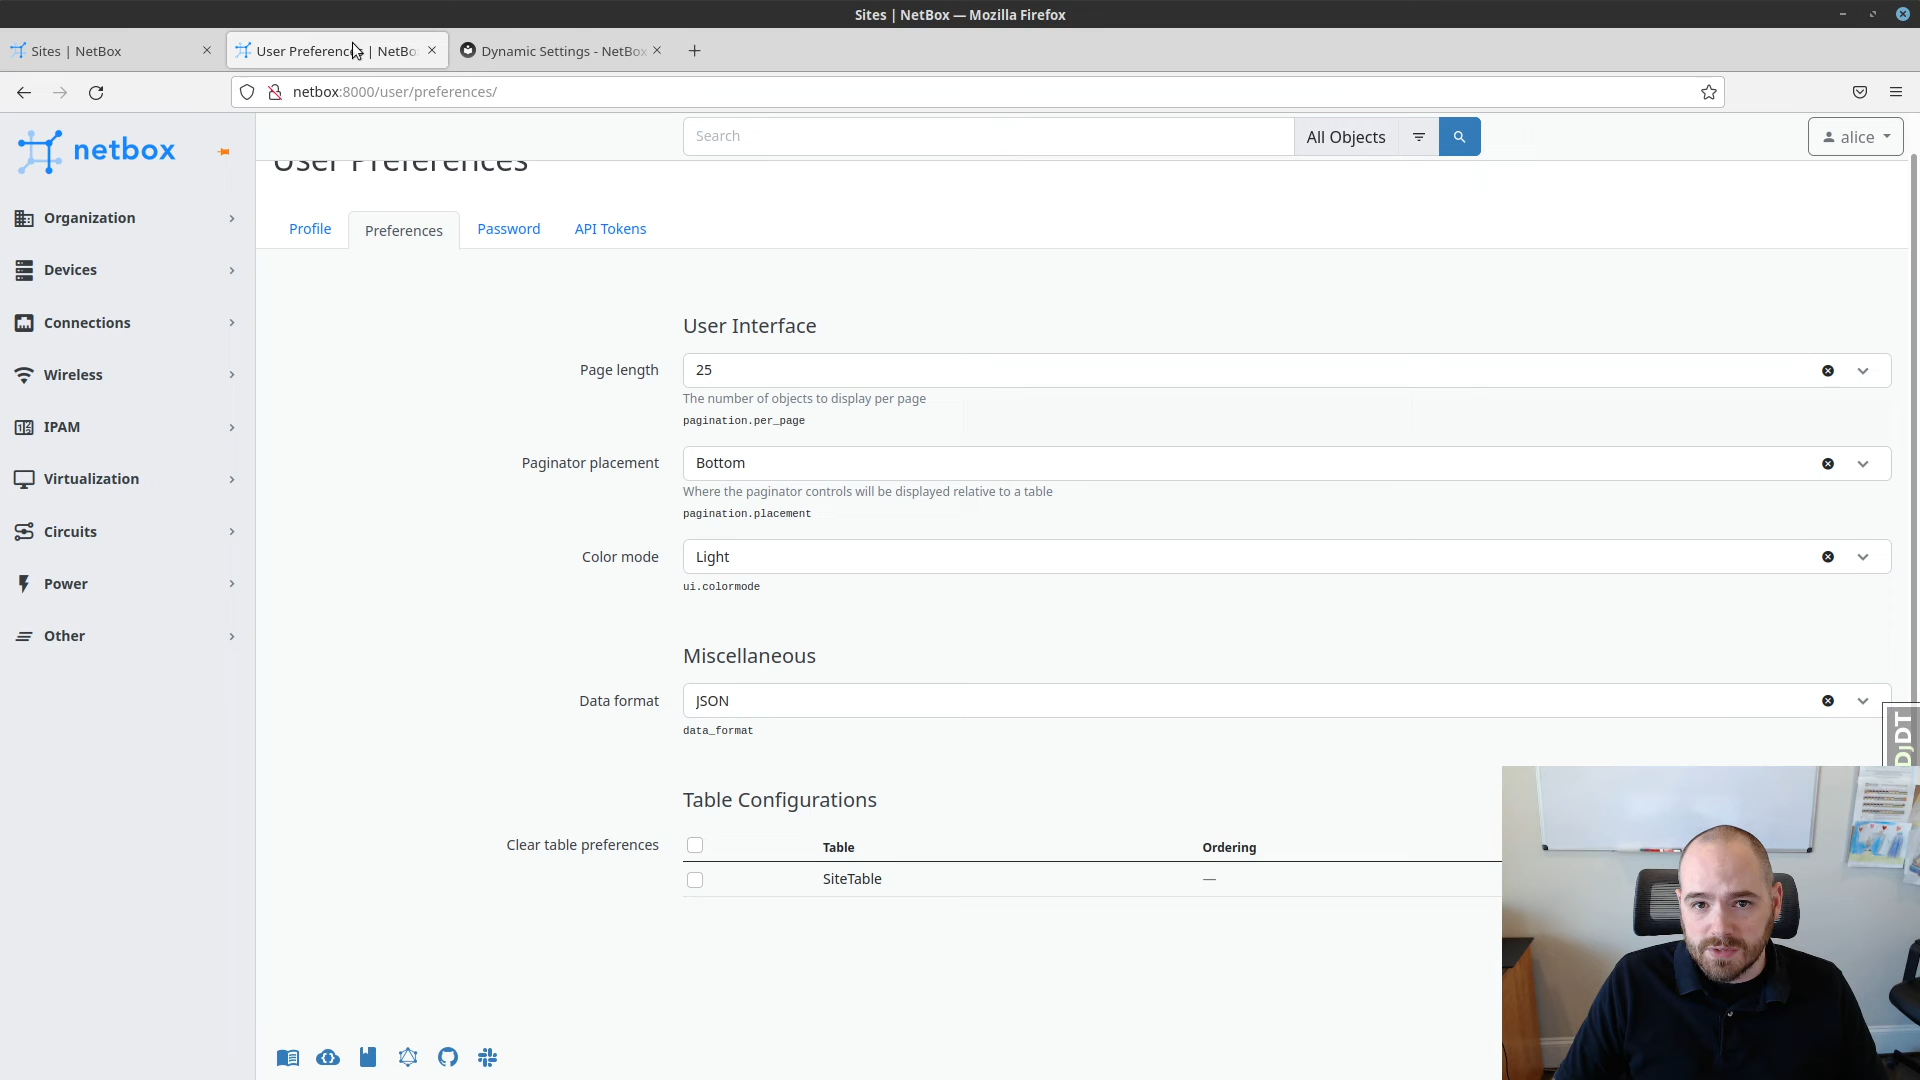 Sites | NetBox — Mozilla Firefox
Sites | NetBox
User Preferenc | NetBo
Dynamic Settings - NetBox
netbox:8000/user/preferences/
netbox
Search
All Objects
alice
User Preferences
Organization
Devices
Connections
Wireless
IPAM
Virtualization
Circuits
Power
Other
Profile
Preferences
Password
API Tokens
User Interface
Page length
25
The number of objects to display per page
pagination.per_page
Paginator placement
Bottom
Where the paginator controls will be displayed relative to a table
pagination.placement
Color mode
Light
ui.colormode
Miscellaneous
Data format
JSON
data_format
DjDT
Table Configurations
Clear table preferences
Table
Ordering
SiteTable
—